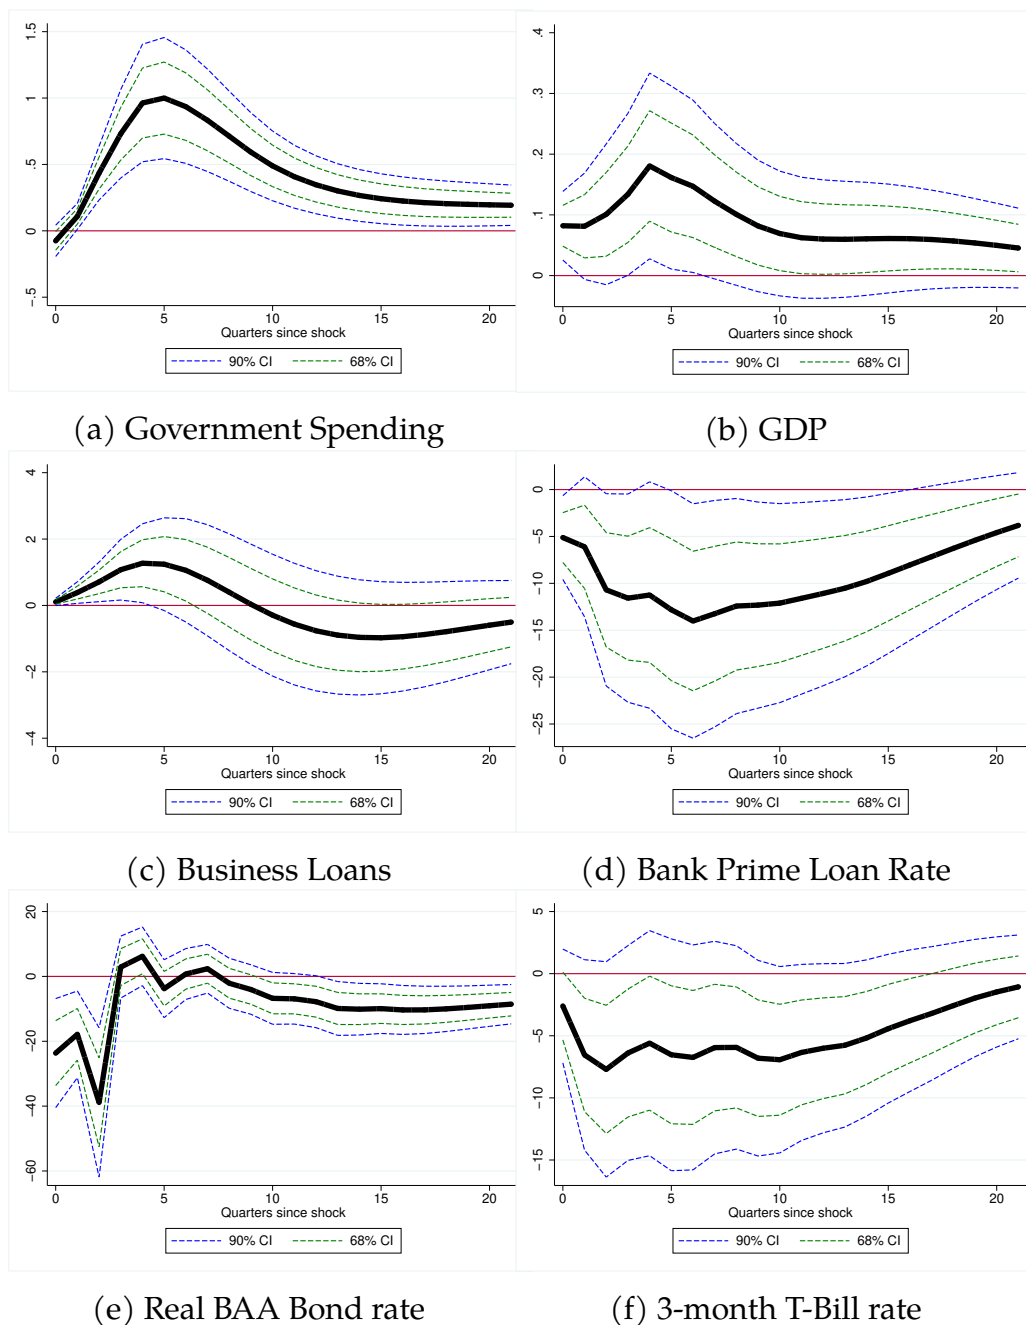 1.5
1
.5
0
-.5
0 5 10 15 20
Quarters since shock
90% CI 68% CI
(a) Government Spending
.4
.3
.2
.1
0
0 5 10 15 20
Quarters since shock
90% CI 68% CI
(b) GDP
4
2
0
-2
-4
0 5 10 15 20
Quarters since shock
90% CI 68% CI
(c) Business Loans
0
-5
-10
-15
-20
-25
0 5 10 15 20
Quarters since shock
90% CI 68% CI
(d) Bank Prime Loan Rate
20
0
-20
-40
-60
0 5 10 15 20
Quarters since shock
90% CI 68% CI
(e) Real BAA Bond rate
5
0
-5
-10
-15
0 5 10 15 20
Quarters since shock
90% CI 68% CI
(f) 3-month T-Bill rate